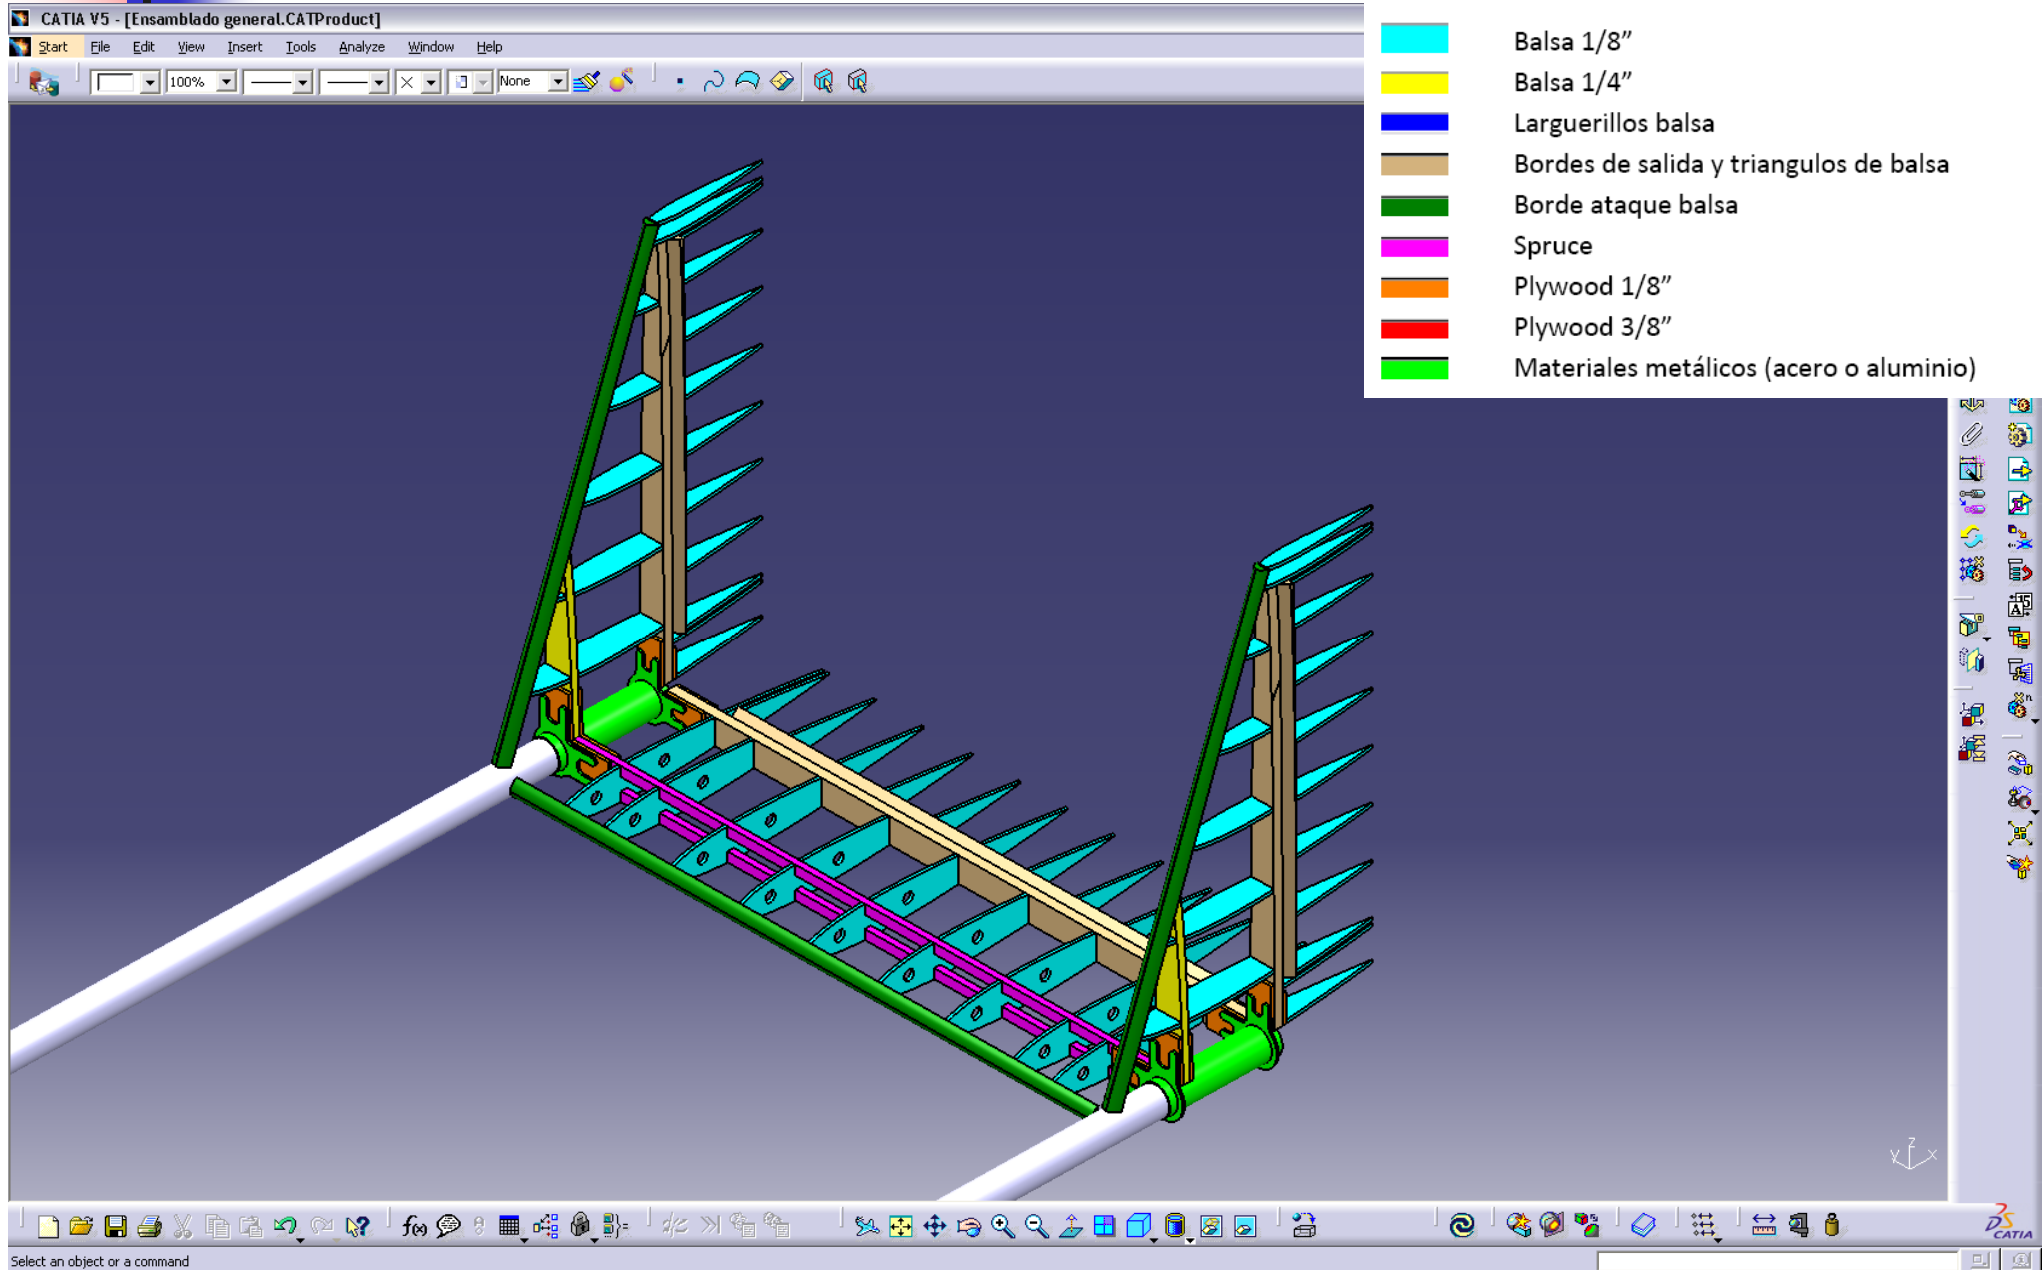 CATIA V5 - [Ensamblado general.CATProduct]
Start File Edit View Insert Tools Analyze Window Help
100% None
Balsa 1/8”
Balsa 1/4”
Larguerillos balsa
Bordes de salida y triangulos de balsa
Borde ataque balsa
Spruce
Plywood 1/8”
Plywood 3/8”
Materiales metálicos (acero o aluminio)
z
y x
f(x)
CATIA
Select an object or a command